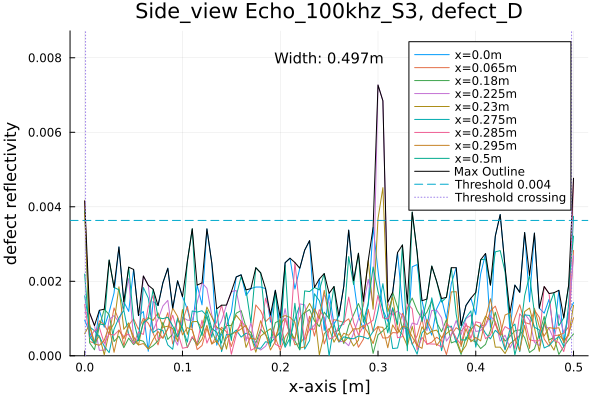 Side_view Echo_100khz_S3, defect_D
Width: 0.497m
x=0.0m
x=0.065m
x=0.18m
x=0.225m
x=0.23m
x=0.275m
x=0.285m
x=0.295m
x=0.5m
Max Outline
Threshold 0.004
Threshold crossing
defect reflectivity
0.008
0.006
0.004
0.002
0.000
0.0
0.1
0.2
0.3
0.4
0.5
x-axis [m]